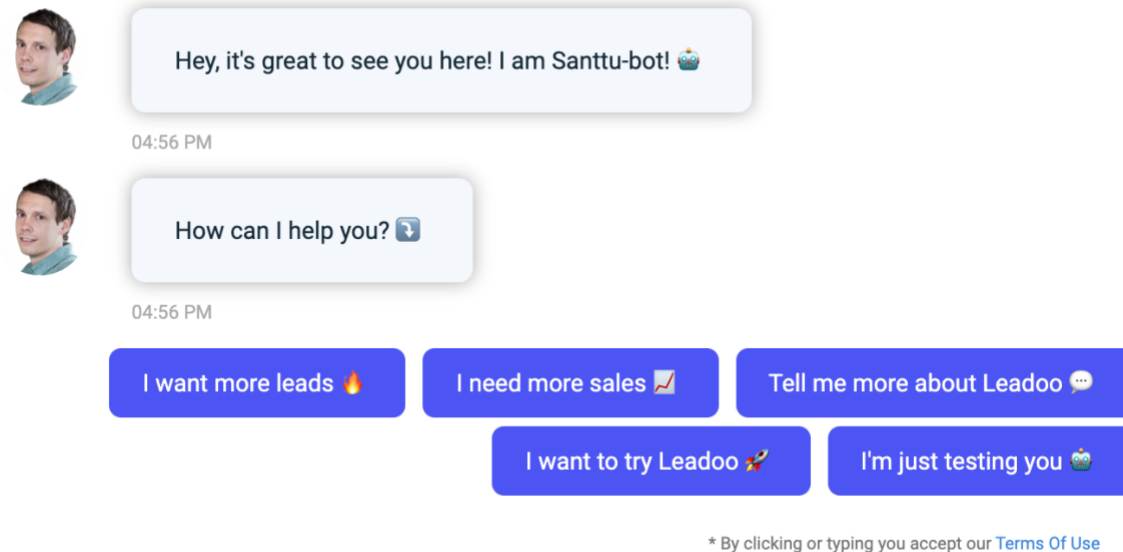 Hey, it's great to see you here! I am Santtu-bot! 🤖
04:56 PM
How can I help you? ⤵️
04:56 PM
I want more leads 🔥
I need more sales 📈
Tell me more about Leadoo 💬
I want to try Leadoo 🚀
I'm just testing you 🤖
* By clicking or typing you accept our Terms Of Use